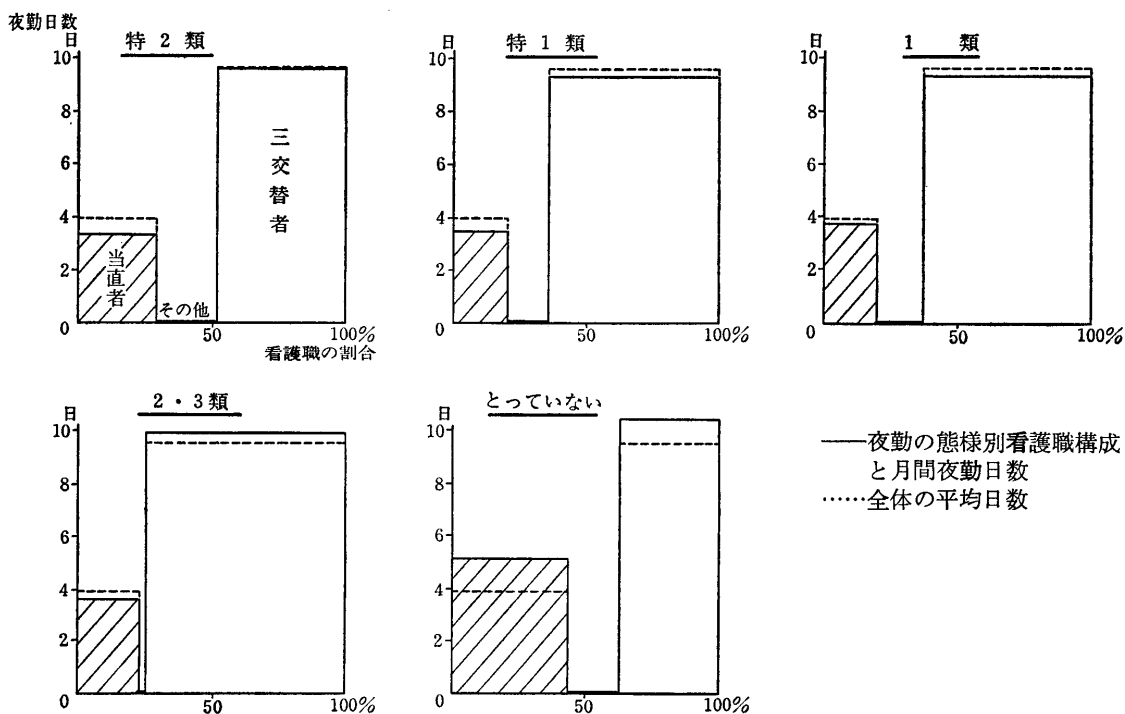 夜勤日数
日
特2類
10
8
6
4
2
0
三交替者
当直者
その他
50
100%
看護職の割合
日
特1類
10
8
6
4
2
0
50
100%
日
1 類
10
8
6
4
2
0
50
100%
日
2・3類
10
8
6
4
2
0
50
100%
日
とっていない
10
8
6
4
2
0
50
100%
——夜勤の態様別看護職構成
と月間夜勤日数
……全体の平均日数